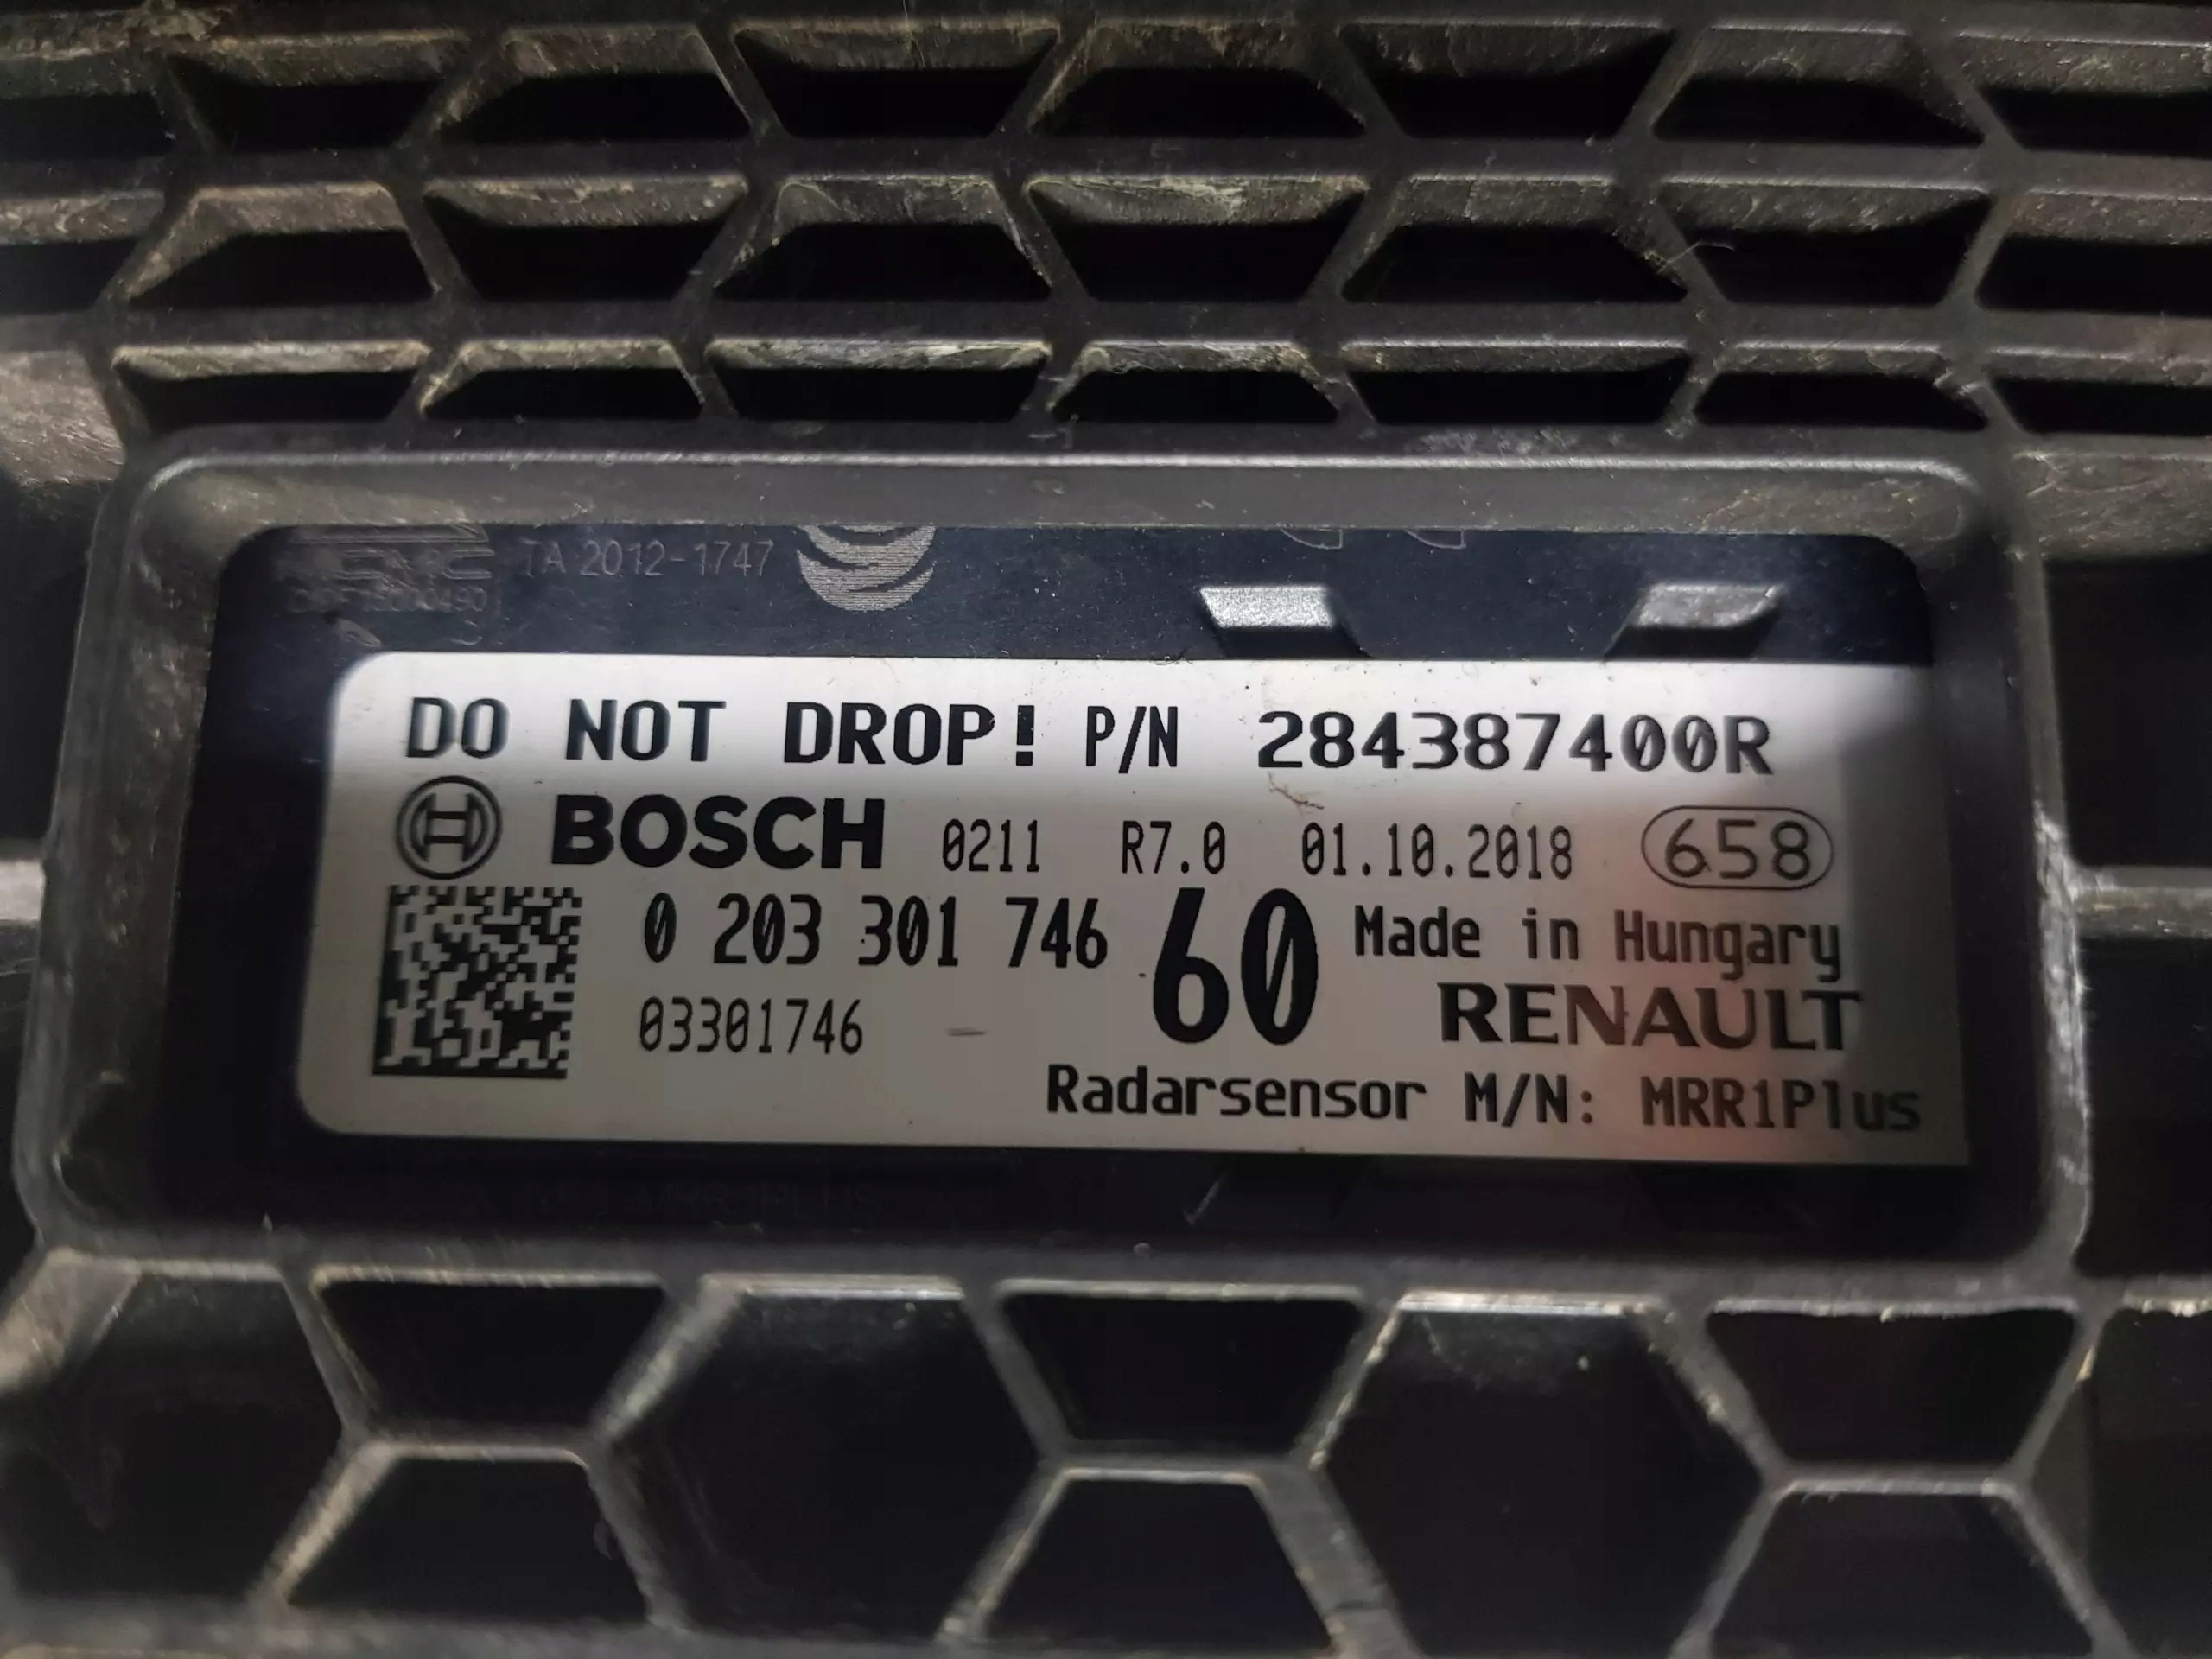 TA 2012-1747
DO NOT DROP! P/N 284387400R
BOSCH 0211 R7.0 01.10.2018 658
0 203 301 746 60 Made in Hungary
03301746 RENAULT
Radarsensor M/N: MRR1Plus
MRR1PLUS